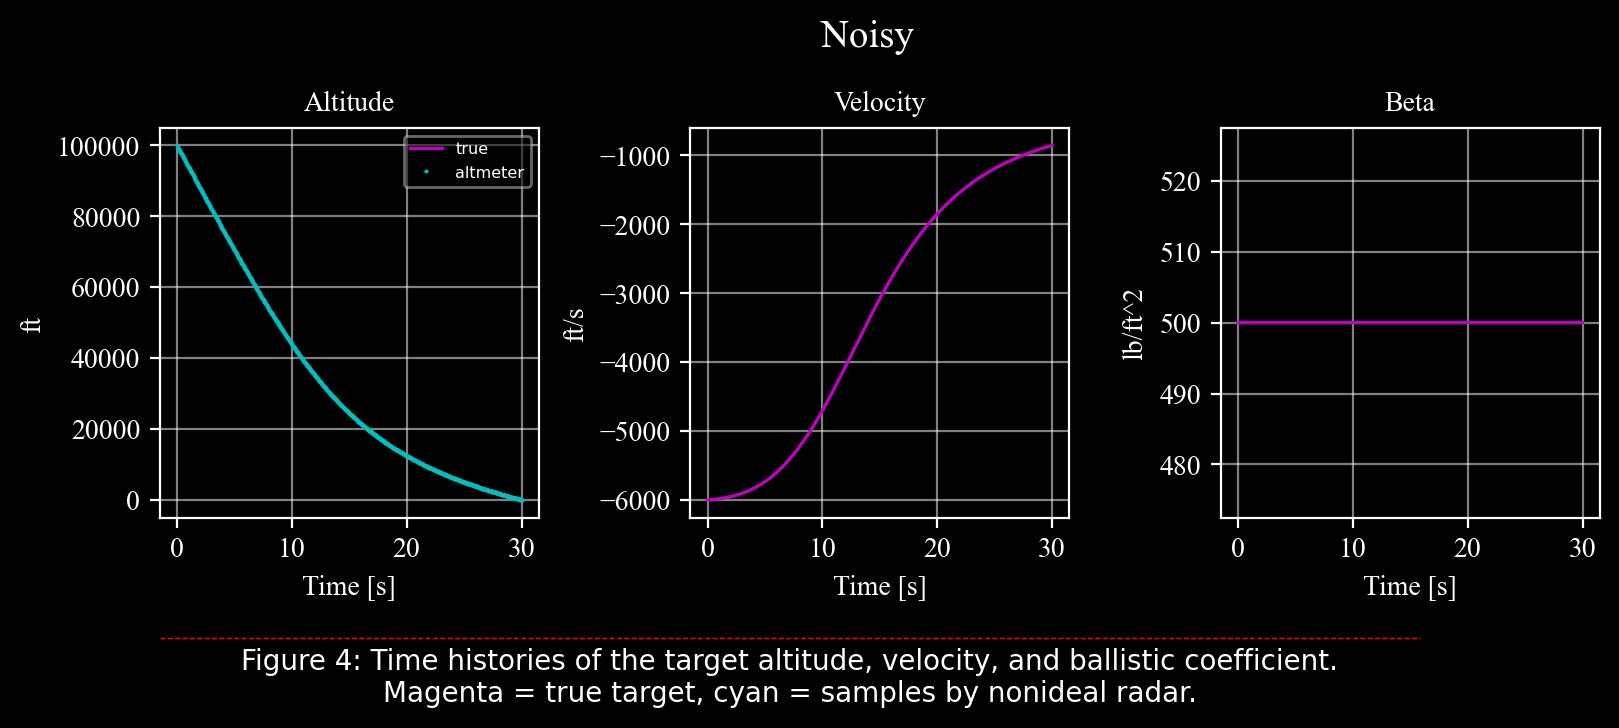 Noisy
Altitude
100000
80000
60000
40000
20000
0
ft
true
altmeter
0 10 20 30
Time [s]
Velocity
−1000
−2000
−3000
−4000
−5000
−6000
ft/s
0 10 20 30
Time [s]
Beta
520
510
500
490
480
lb/ft^2
0 10 20 30
Time [s]
Figure 4: Time histories of the target altitude, velocity, and ballistic coefficient.
Magenta = true target, cyan = samples by nonideal radar.